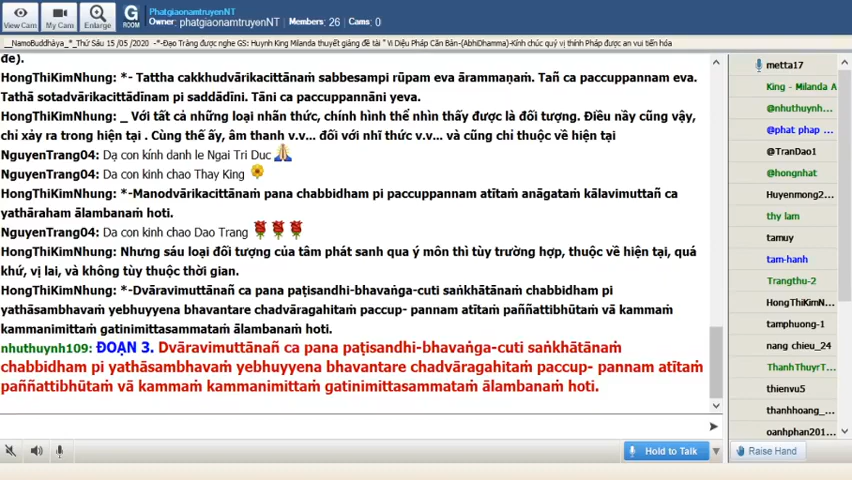 View Cam
My Cam
Enlarge
G
ROOM
PhatgiaonamtruyenNT
Owner: phatgiaonamtruyenNT Members: 26 Cams: 0
__NamoBuddhàya_*_Thứ Sáu 15 /05 /2020 -*-Đạo Tràng được nghe GS: Huynh King Milanda thuyết giảng đề tài " Vi Diệu Pháp Căn Bản-(AbhiDhamma)-Kính chúc quý vị thính Pháp được an vui tiến hóa
đe).
HongThiKimNhung: *- Tattha cakkhudvārikacittānaṁ sabbesampi rūpam eva ārammaṇaṁ. Tañ ca paccuppannam eva.
Tathā sotadvārikacittādīnam pi saddādīni. Tāni ca paccuppannāni yeva.
HongThiKimNhung: _ Với tất cả những loại nhãn thức, chính hình thể nhìn thấy được là đối tượng. Điều nầy cũng vậy,
chỉ xảy ra trong hiện tại . Cùng thế ấy, âm thanh v.v... đối với nhĩ thức v.v... và cũng chỉ thuộc về hiện tại
NguyenTrang04: Dạ con kính danh le Ngai Tri Duc
NguyenTrang04: Dạ con kinh chao Thay King
HongThiKimNhung: *-Manodvārikacittānaṁ pana chabbidham pi paccuppannam atītaṁ anāgataṁ kālavimuttañ ca
yathārahaṁ ālambanaṁ hoti.
NguyenTrang04: Da con kinh chao Dao Trang
HongThiKimNhung: Nhưng sáu loại đối tượng của tâm phát sanh qua ý môn thì tùy trường hợp, thuộc về hiện tại, quá
khứ, vị lai, và không tùy thuộc thời gian.
HongThiKimNhung: *-Dvāravimuttānañ ca pana paṭisandhi-bhavaṅga-cuti saṅkhātānaṁ chabbidham pi
yathāsambhavaṁ yebhuyyena bhavantare chadvāragahitaṁ paccup- pannam atītaṁ paññattibhūtaṁ vā kammaṁ
kammanimittaṁ gatinimittasammataṁ ālambanaṁ hoti.
nhuthuynh109: ĐOẠN 3. Dvāravimuttānañ ca pana paṭisandhi-bhavaṅga-cuti saṅkhātānaṁ
chabbidham pi yathāsambhavaṁ yebhuyyena bhavantare chadvāragahitaṁ paccup- pannam atītaṁ
paññattibhūtaṁ vā kammaṁ kammanimittaṁ gatinimittasammataṁ ālambanaṁ hoti.
metta17
King - Milanda A
@nhuthuynh...
@phat phap ...
@TranDao1
@hongnhat
Huyenmong2...
thy lam
tamuy
tam-hanh
Trangthu-2
HongThiKimN...
tamphuong-1
nang chieu_24
ThanhThuyrT...
thienvu5
thanhhoang_...
oanhphan201...
Hold to Talk
Raise Hand